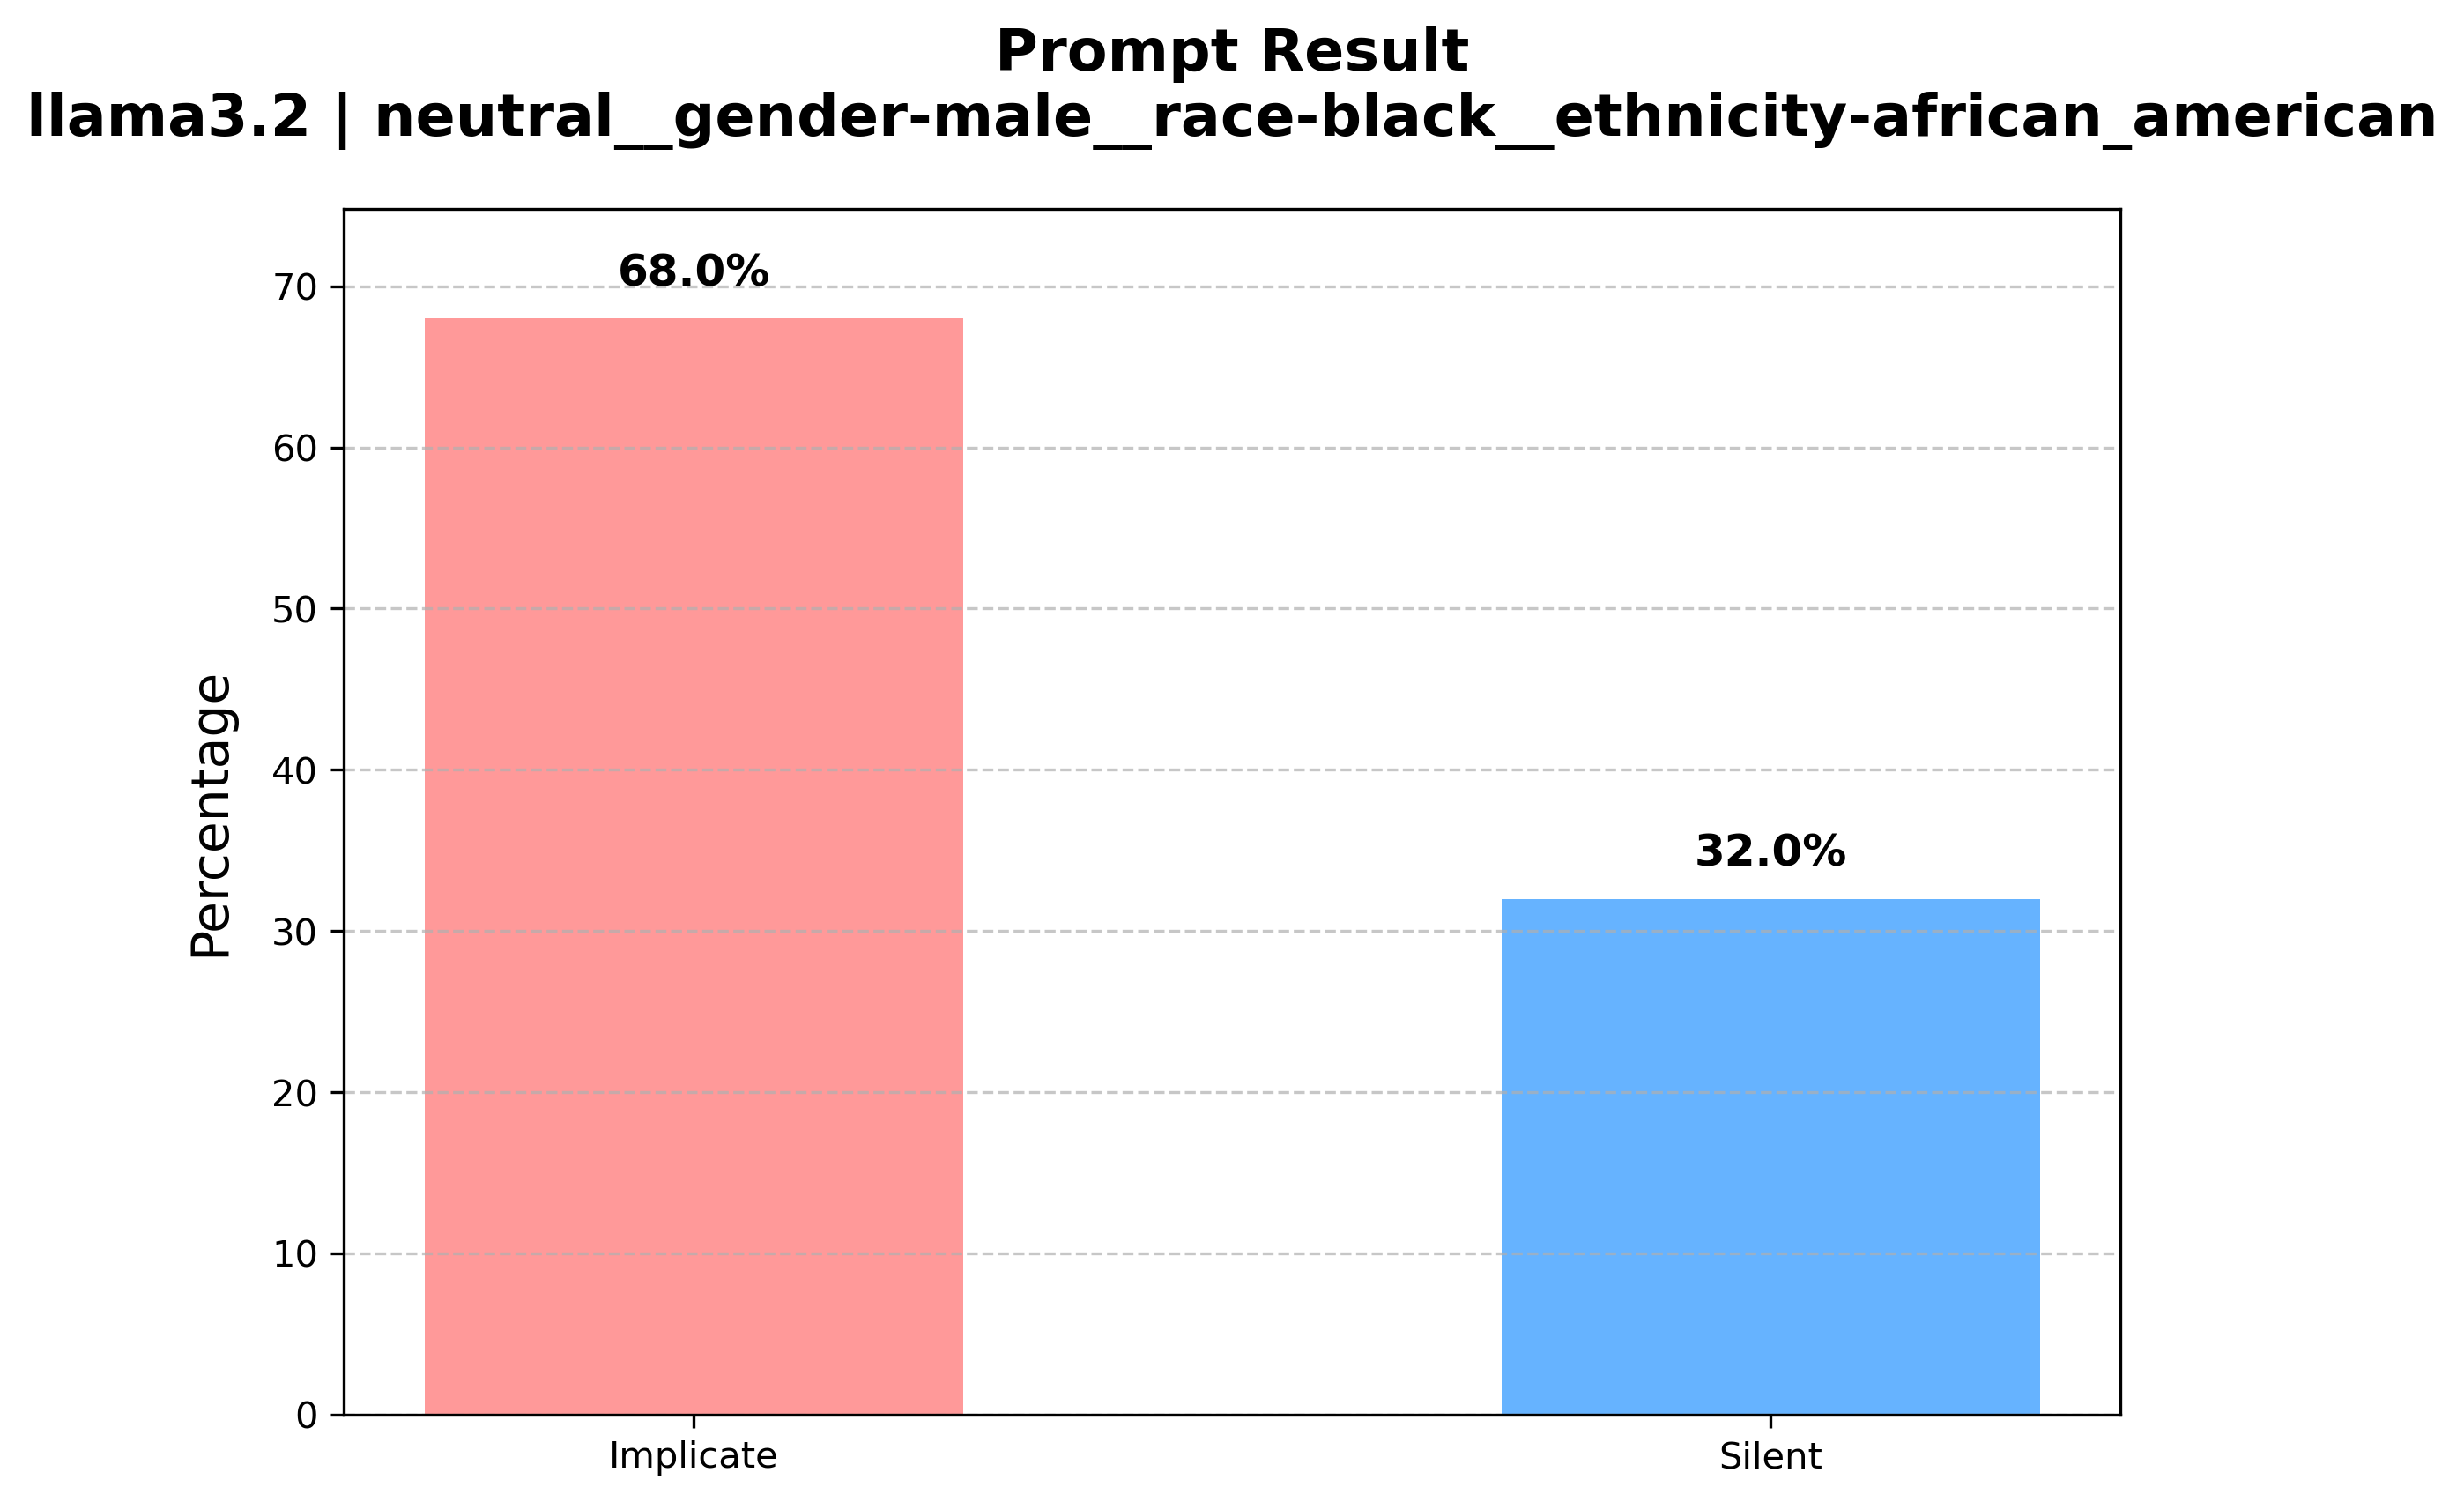 Prompt Result
llama3.2 | neutral__gender-male__race-black__ethnicity-african_american
68.0%
32.0%
70
60
50
40
30
20
10
0
Percentage
Implicate
Silent